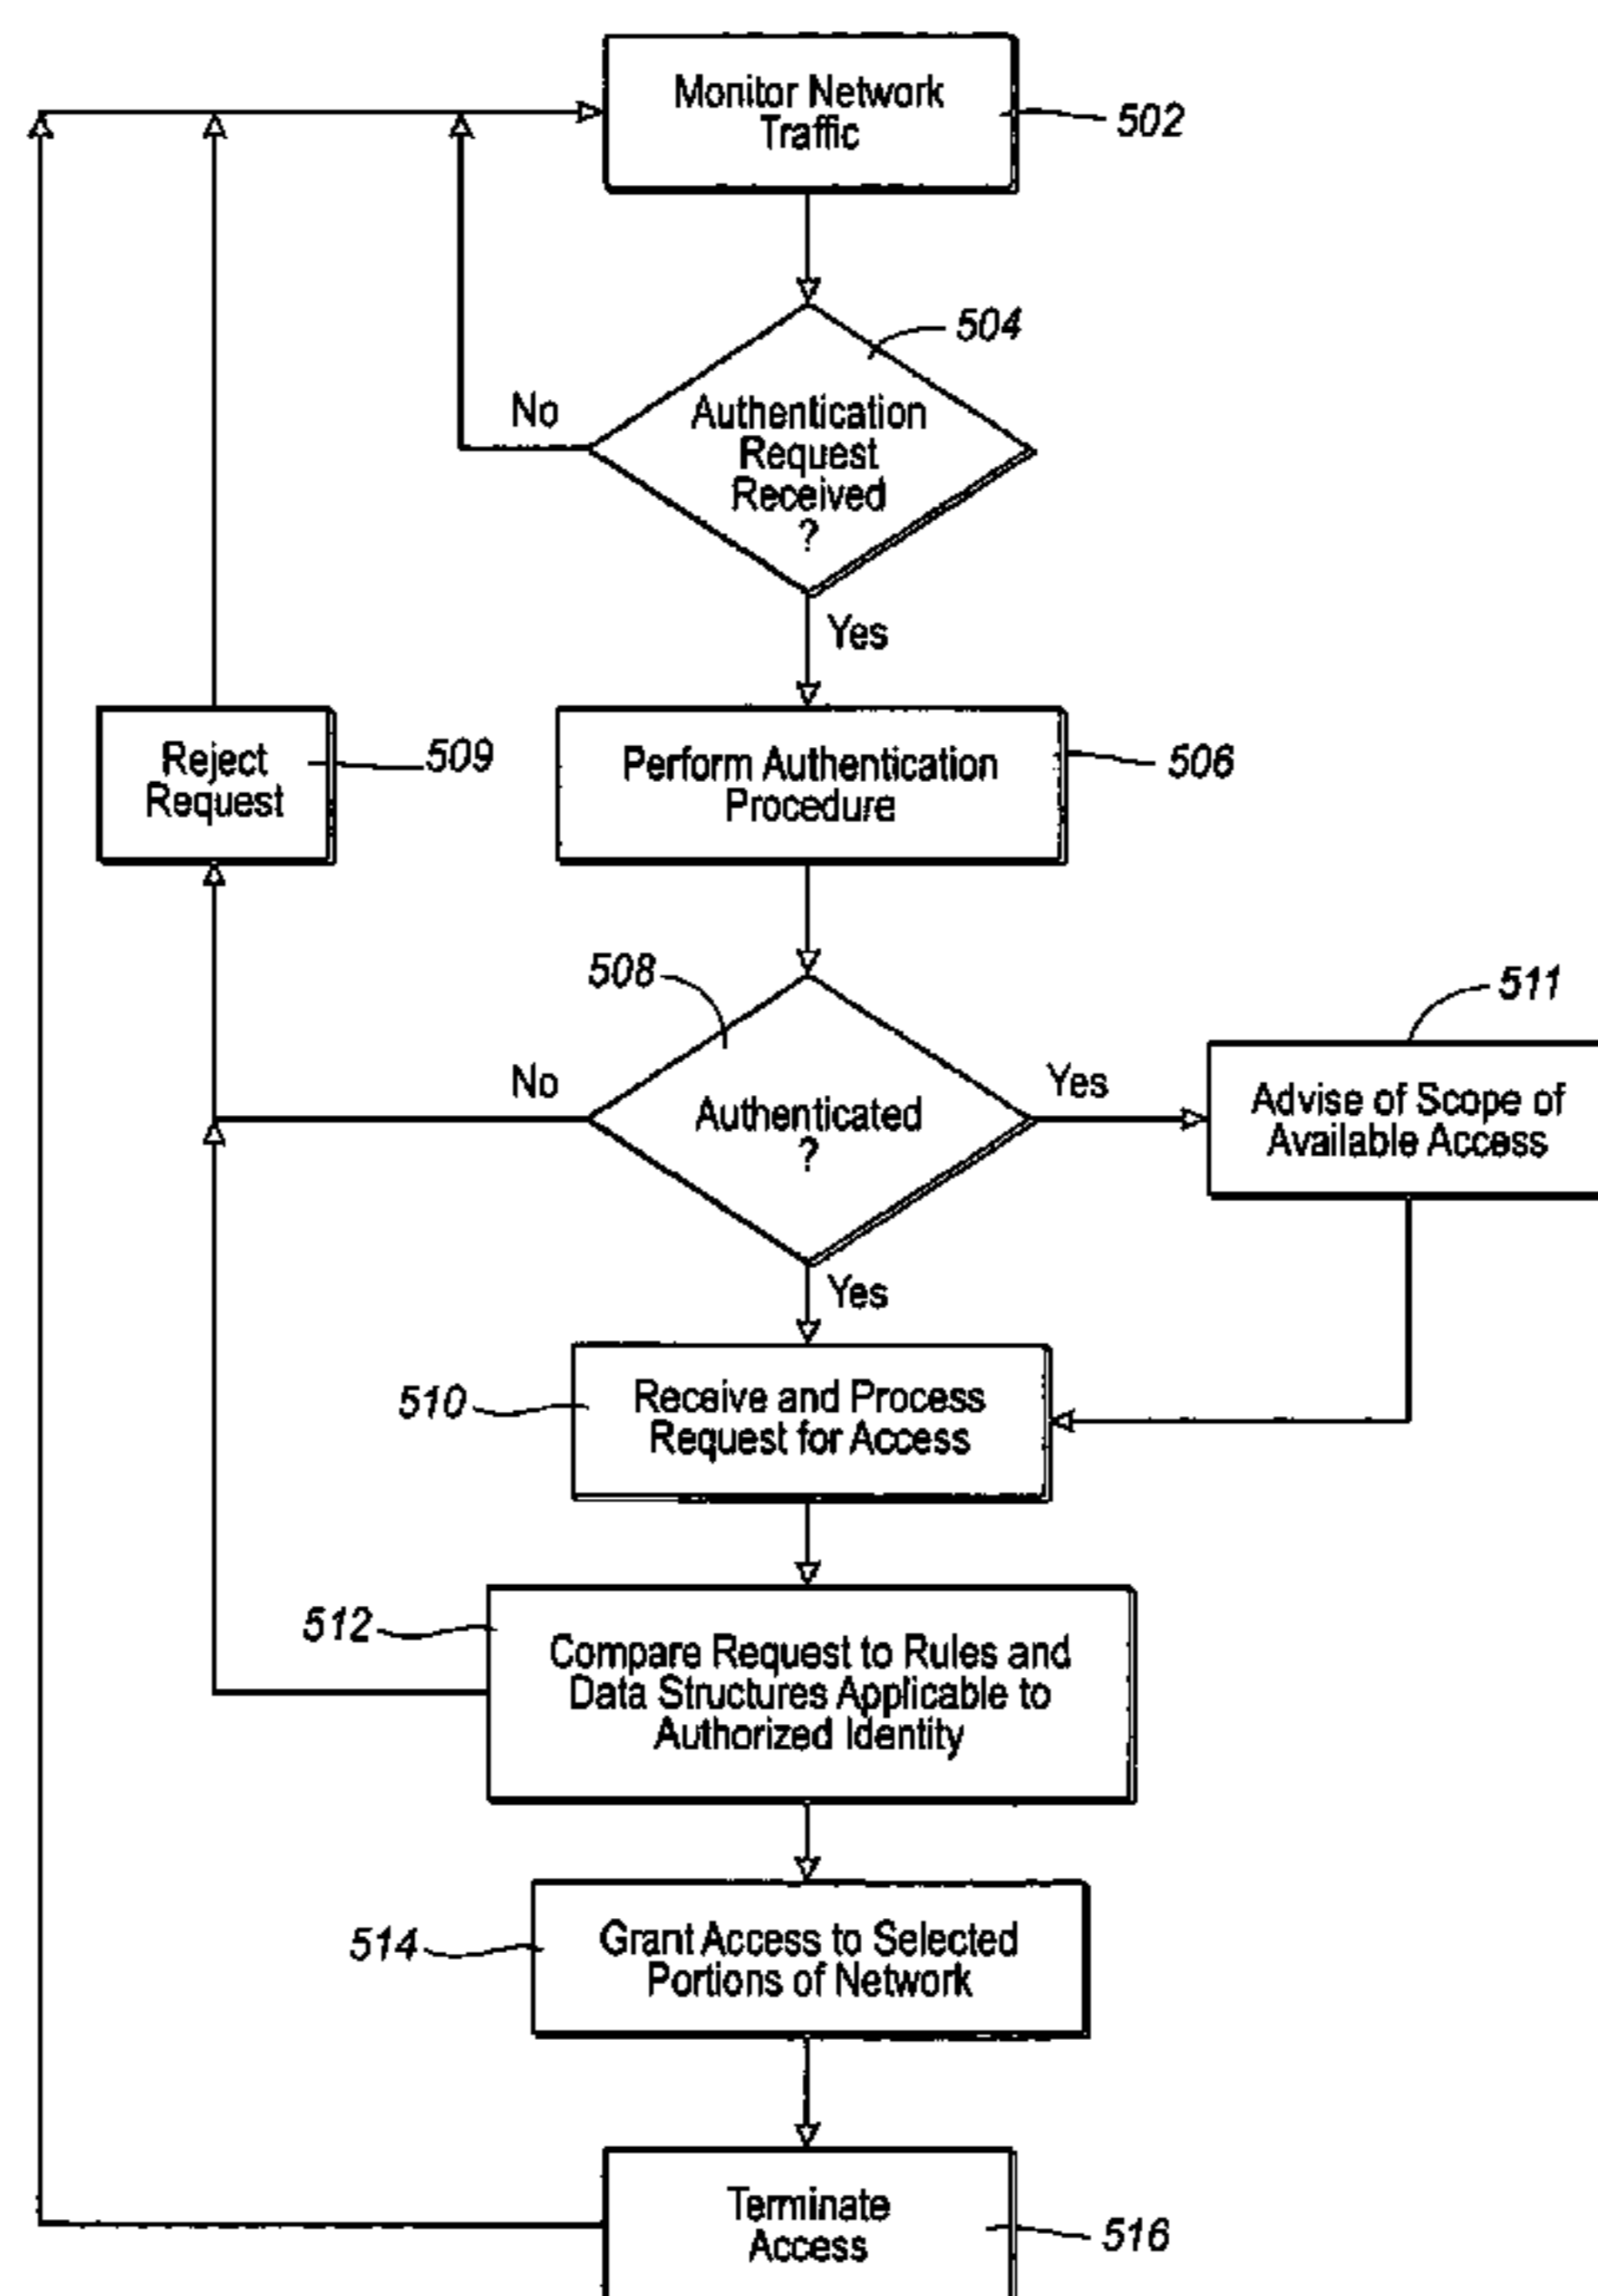 Monitor Network
Traffic
502
504
No
Authentication
Request
Received
?
Yes
Reject
Request
509
Perform Authentication
Procedure
506
508
511
No
Authenticated
?
Yes
Advise of Scope of
Available Access
Yes
510
Receive and Process
Request for Access
512
Compare Request to Rules and
Data Structures Applicable to
Authorized Identity
514
Grant Access to Selected
Portions of Network
Terminate
Access
516